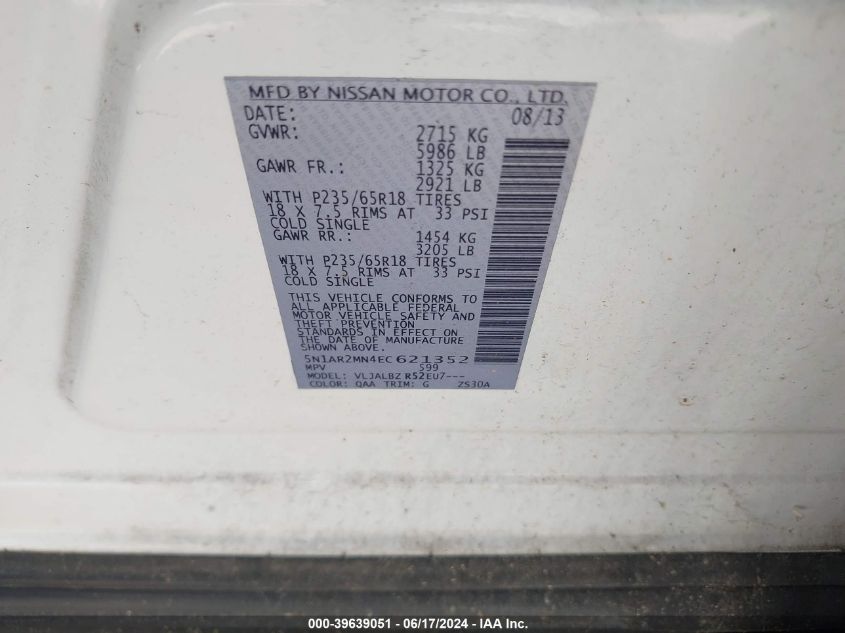 MFD BY NISSAN MOTOR CO., LTD.
DATE: 08/13
GVWR: 2715 KG
5986 LB
GAWR FR.: 1325 KG
2921 LB
WITH P235/65R18 TIRES
18 X 7.5 RIMS AT 33 PSI
COLD SINGLE
GAWR RR.: 1454 KG
3205 LB
WITH P235/65R18 TIRES
18 X 7.5 RIMS AT 33 PSI
COLD SINGLE
THIS VEHICLE CONFORMS TO
ALL APPLICABLE FEDERAL
MOTOR VEHICLE SAFETY AND
THEFT PREVENTION
STANDARDS IN EFFECT ON
THE DATE OF MANUFACTURE
SHOWN ABOVE.
5N1AR2MN4EC621352
MPV 599
MODEL: VLJALBZ R52EU7---
COLOR: QAA TRIM: G ZS30A
000-39639051 - 06/17/2024 - IAA Inc.